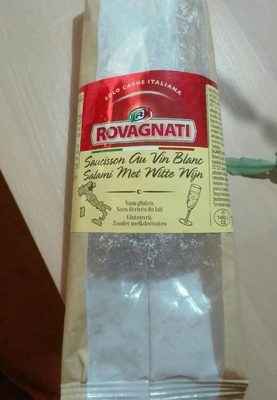 SOLO CARNE ITALIANA
R
ROVAGNATI
Saucisson Au Vin Blanc
Salami Met Witte Wijn
Sans gluten,
Sans dérivés du lait
Glutenvrij,
Zonder melkderivaten